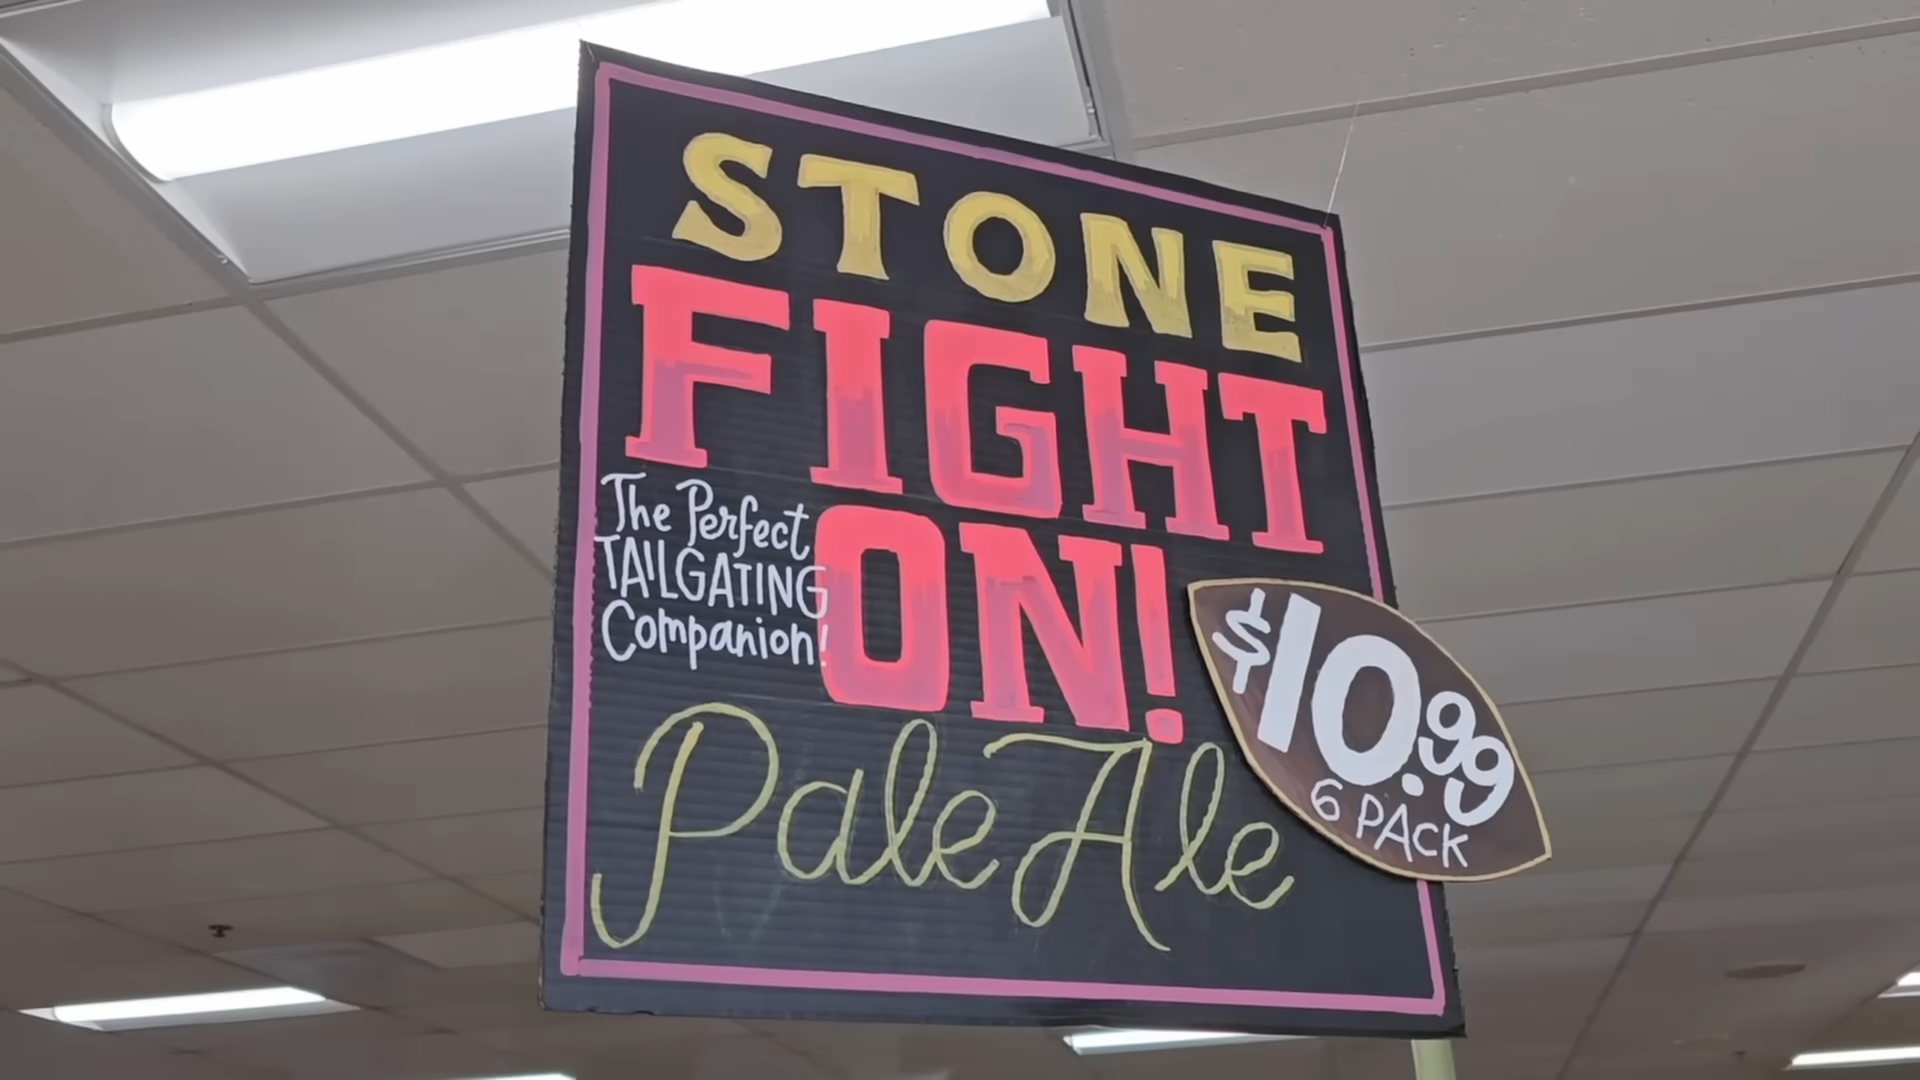 STONE
FIGHT
ON!
The Perfect
TAILGATING
Companion!
Pale Ale
$10.99
6 PACK